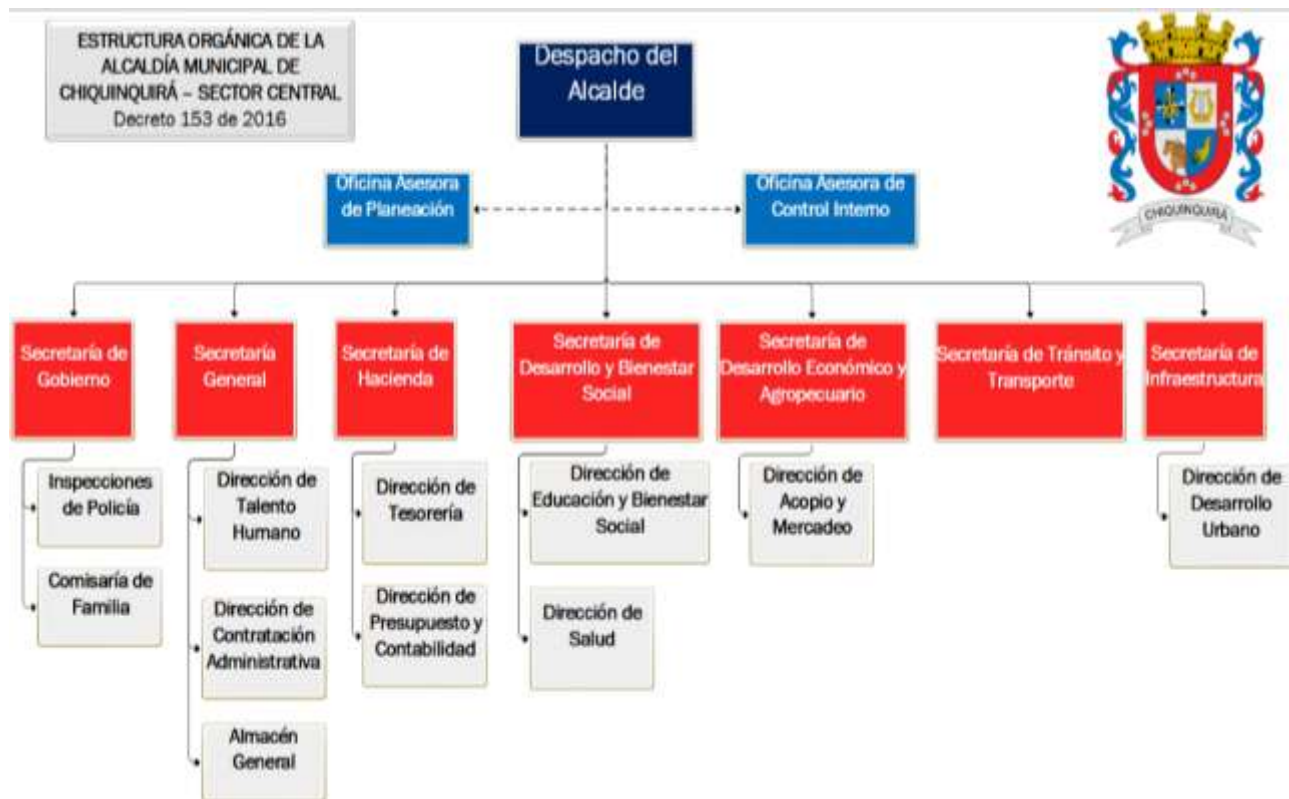 ESTRUCTURA ORGÁNICA DE LA
ALCALDÍA MUNICIPAL DE
CHIQUINQUIRÁ – SECTOR CENTRAL
Decreto 153 de 2016
Despacho del
Alcalde
CHIQUINQUIRÁ
Oficina Asesora
de Planeación
Oficina Asesora de
Control Interno
Secretaría de
Gobierno
Secretaría
General
Secretaría de
Hacienda
Secretaría de
Desarrollo y Bienestar
Social
Secretaría de
Desarrollo Económico y
Agropecuario
Secretaría de Tránsito y
Transporte
Secretaría de
Infraestructura
Inspecciones
de Policía
Comisaría de
Familia
Dirección de
Talento
Humano
Dirección de
Contratación
Administrativa
Almacén
General
Dirección de
Tesorería
Dirección de
Presupuesto y
Contabilidad
Dirección de
Educación y Bienestar
Social
Dirección de
Salud
Dirección de
Acopio y
Mercadeo
Dirección de
Desarrollo
Urbano